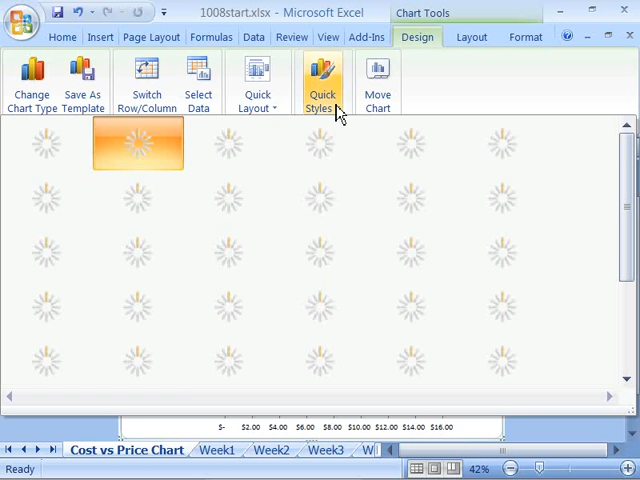 1008start.xlsx - Microsoft Excel
Chart Tools
Home Insert Page Layout Formulas Data Review View Add-Ins Design Layout Format
Change Chart Type
Save As Template
Switch Row/Column
Select Data
Quick Layout
Quick Styles
Move Chart
$- $2.00 $4.00 $6.00 $8.00 $10.00 $12.00 $14.00 $16.00
Cost vs Price Chart Week1 Week2 Week3 W
Ready 42%